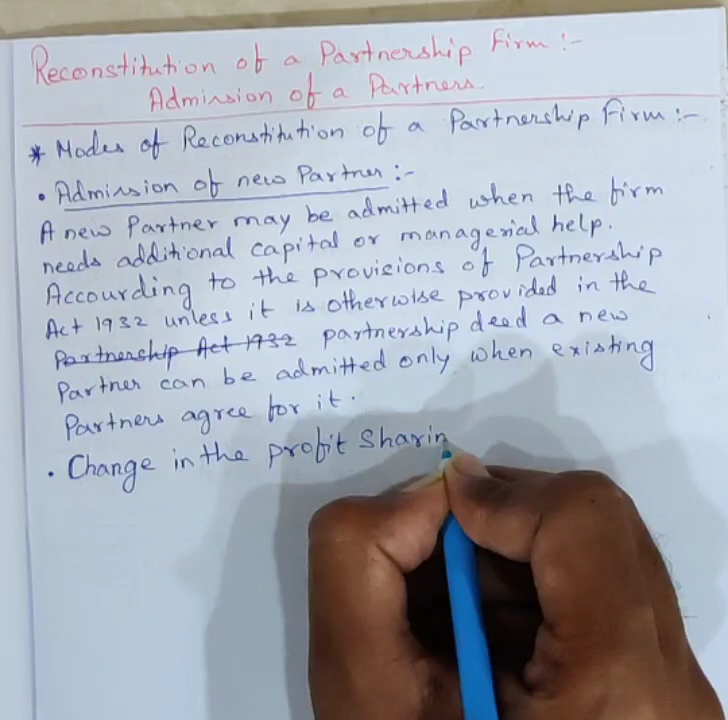 Reconstitution of a Partnership Firm :-
Admission of a Partners
* Modes of Reconstitution of a Partnership Firm :-
• Admission of new Partner :-
A new Partner may be admitted when the firm
needs additional capital or managerial help.
Accourding to the provisions of Partnership
Act 1932 unless it is otherwise provided in the
Partnership Act 1932 partnership deed a new
Partner can be admitted only when existing
Partners agree for it.
• Change in the profit Sharin